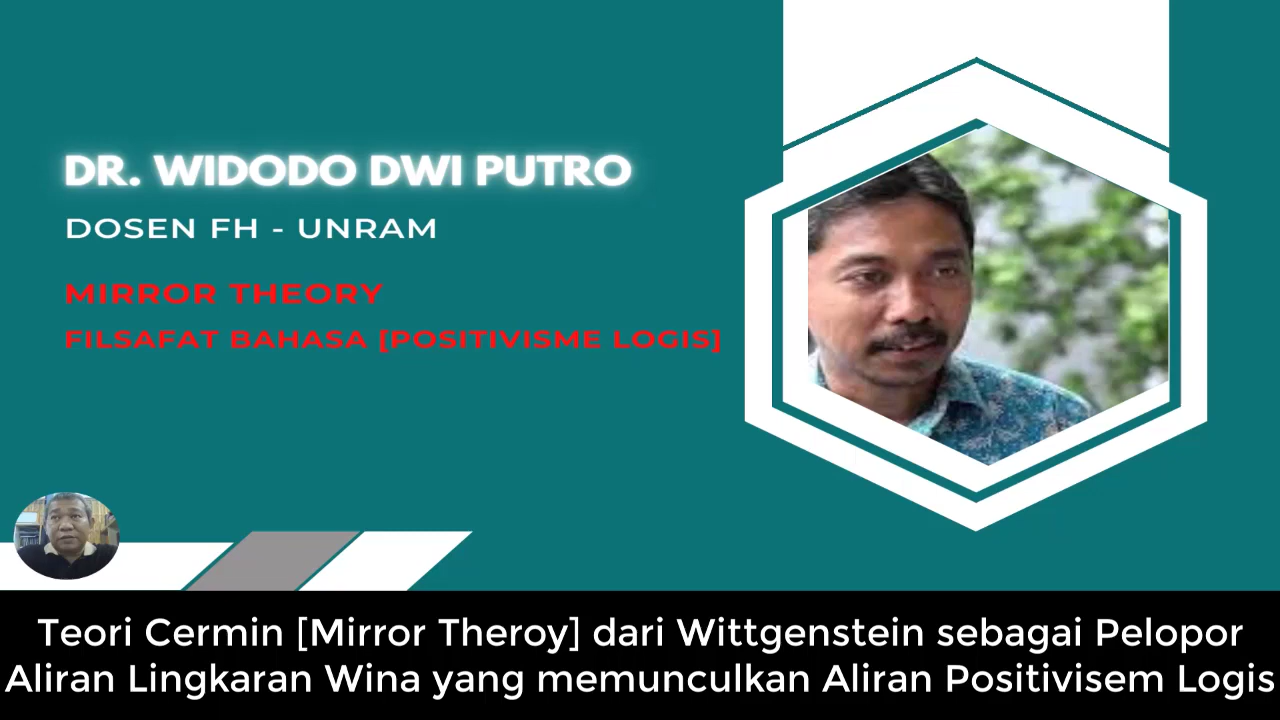 DR. WIDODO DWI PUTRO
DOSEN FH - UNRAM
MIRROR THEORY
FILSAFAT BAHASA [POSITIVISME LOGIS]
Teori Cermin [Mirror Theroy] dari Wittgenstein sebagai Pelopor
Aliran Lingkaran Wina yang memunculkan Aliran Positivisem Logis